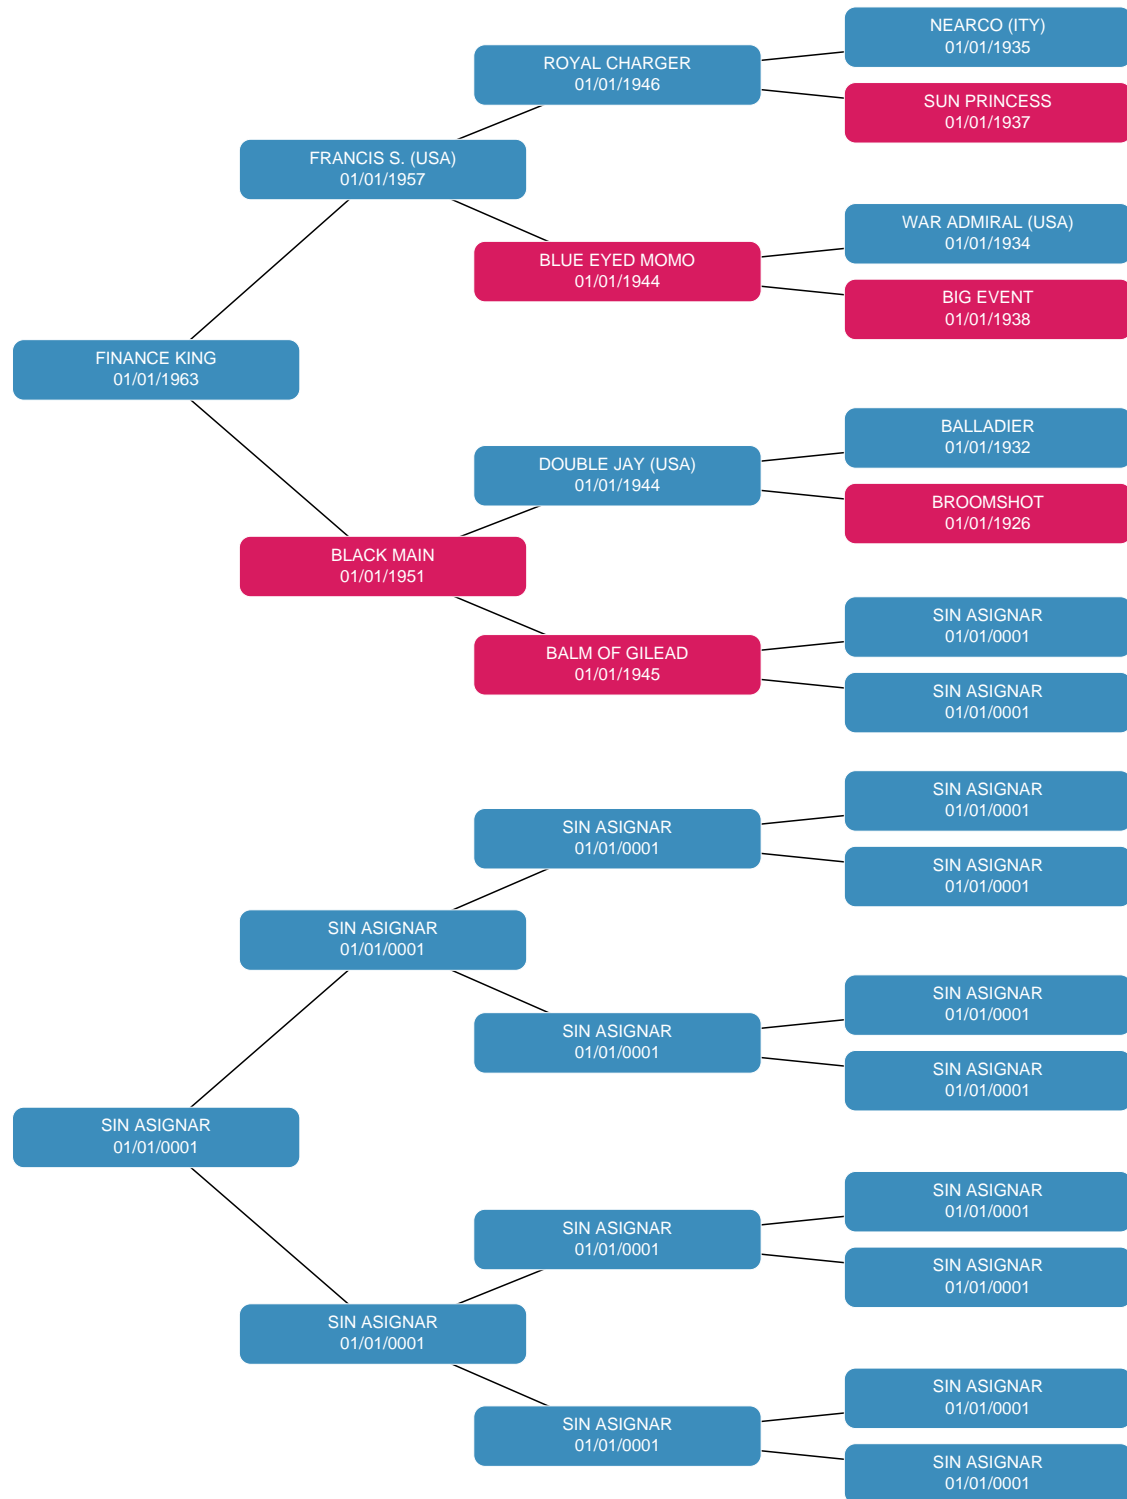 NEARCO (ITY)
01/01/1935
ROYAL CHARGER
01/01/1946
SUN PRINCESS
01/01/1937
FRANCIS S. (USA)
01/01/1957
WAR ADMIRAL (USA)
01/01/1934
BLUE EYED MOMO
01/01/1944
BIG EVENT
01/01/1938
FINANCE KING
01/01/1963
BALLADIER
01/01/1932
DOUBLE JAY (USA)
01/01/1944
BROOMSHOT
01/01/1926
BLACK MAIN
01/01/1951
SIN ASIGNAR
01/01/0001
BALM OF GILEAD
01/01/1945
SIN ASIGNAR
01/01/0001
SIN ASIGNAR
01/01/0001
SIN ASIGNAR
01/01/0001
SIN ASIGNAR
01/01/0001
SIN ASIGNAR
01/01/0001
SIN ASIGNAR
01/01/0001
SIN ASIGNAR
01/01/0001
SIN ASIGNAR
01/01/0001
SIN ASIGNAR
01/01/0001
SIN ASIGNAR
01/01/0001
SIN ASIGNAR
01/01/0001
SIN ASIGNAR
01/01/0001
SIN ASIGNAR
01/01/0001
SIN ASIGNAR
01/01/0001
SIN ASIGNAR
01/01/0001
SIN ASIGNAR
01/01/0001